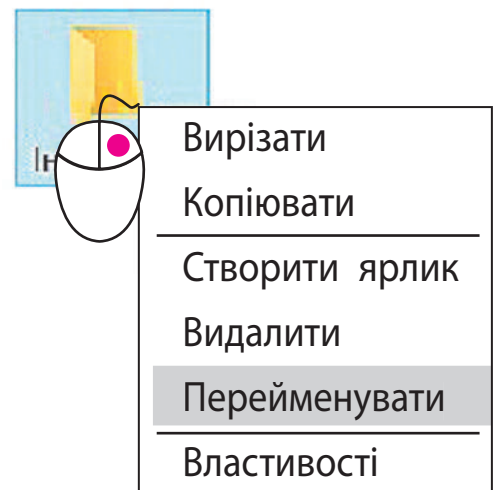 Вирізати
Копіювати
Створити ярлик
Видалити
Перейменувати
Властивості